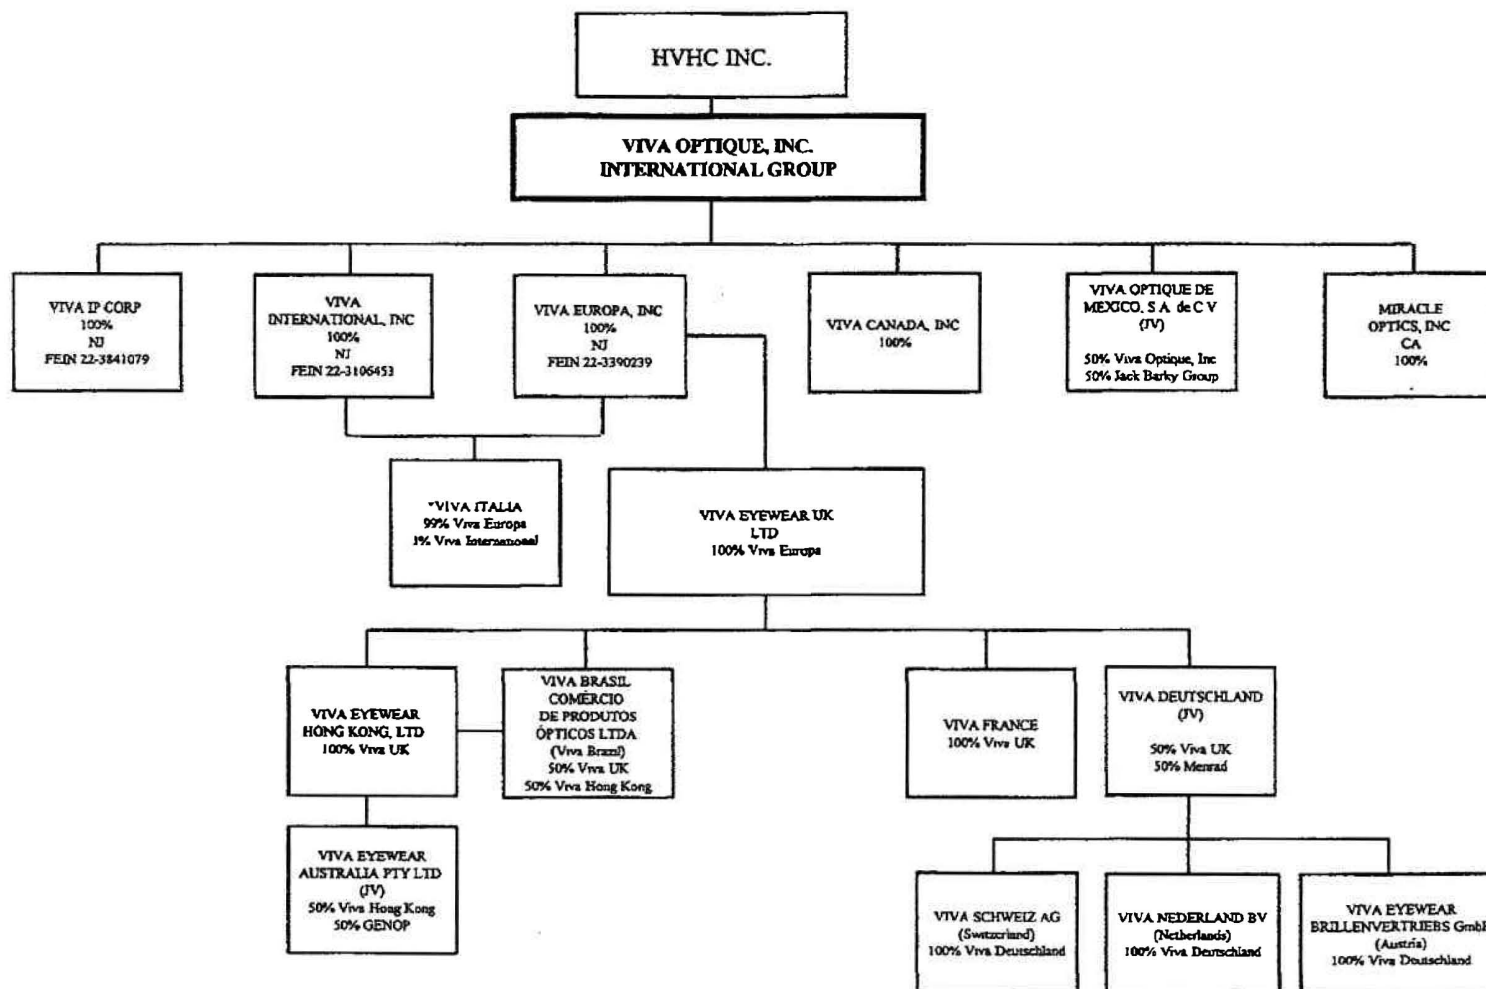 HVHC INC.
VIVA OPTIQUE, INC.
INTERNATIONAL GROUP
VIVA IP CORP
100%
NJ
FEIN 22-3841079
VIVA
INTERNATIONAL, INC
100%
NJ
FEIN 22-3106453
VIVA EUROPA, INC
100%
NJ
FEIN 22-3390239
VIVA CANADA, INC
100%
VIVA OPTIQUE DE
MEXICO, S A. de C V
(JV)
50% Viva Optique, Inc
50% Jack Barky Group
MIRACLE
OPTICS, INC
CA
100%
*VIVA ITALIA
99% Viva Europa
1% Viva International
VIVA EYEWEAR UK
LTD
100% Viva Europa
VIVA EYEWEAR
HONG KONG, LTD
100% Viva UK
VIVA BRASIL
COMÉRCIO
DE PRODUTOS
ÓPTICOS LTDA
(Viva Brazil)
50% Viva UK
50% Viva Hong Kong
VIVA FRANCE
100% Viva UK
VIVA DEUTSCHLAND
(JV)
50% Viva UK
50% Menrad
VIVA EYEWEAR
AUSTRALIA PTY LTD
(JV)
50% Viva Hong Kong
50% GENOP
VIVA SCHWEIZ AG
(Switzerland)
100% Viva Deutschland
VIVA NEDERLAND BV
(Netherlands)
100% Viva Deutschland
VIVA EYEWEAR
BRILLENVERTRIEBS GmbH
(Austria)
100% Viva Deutschland